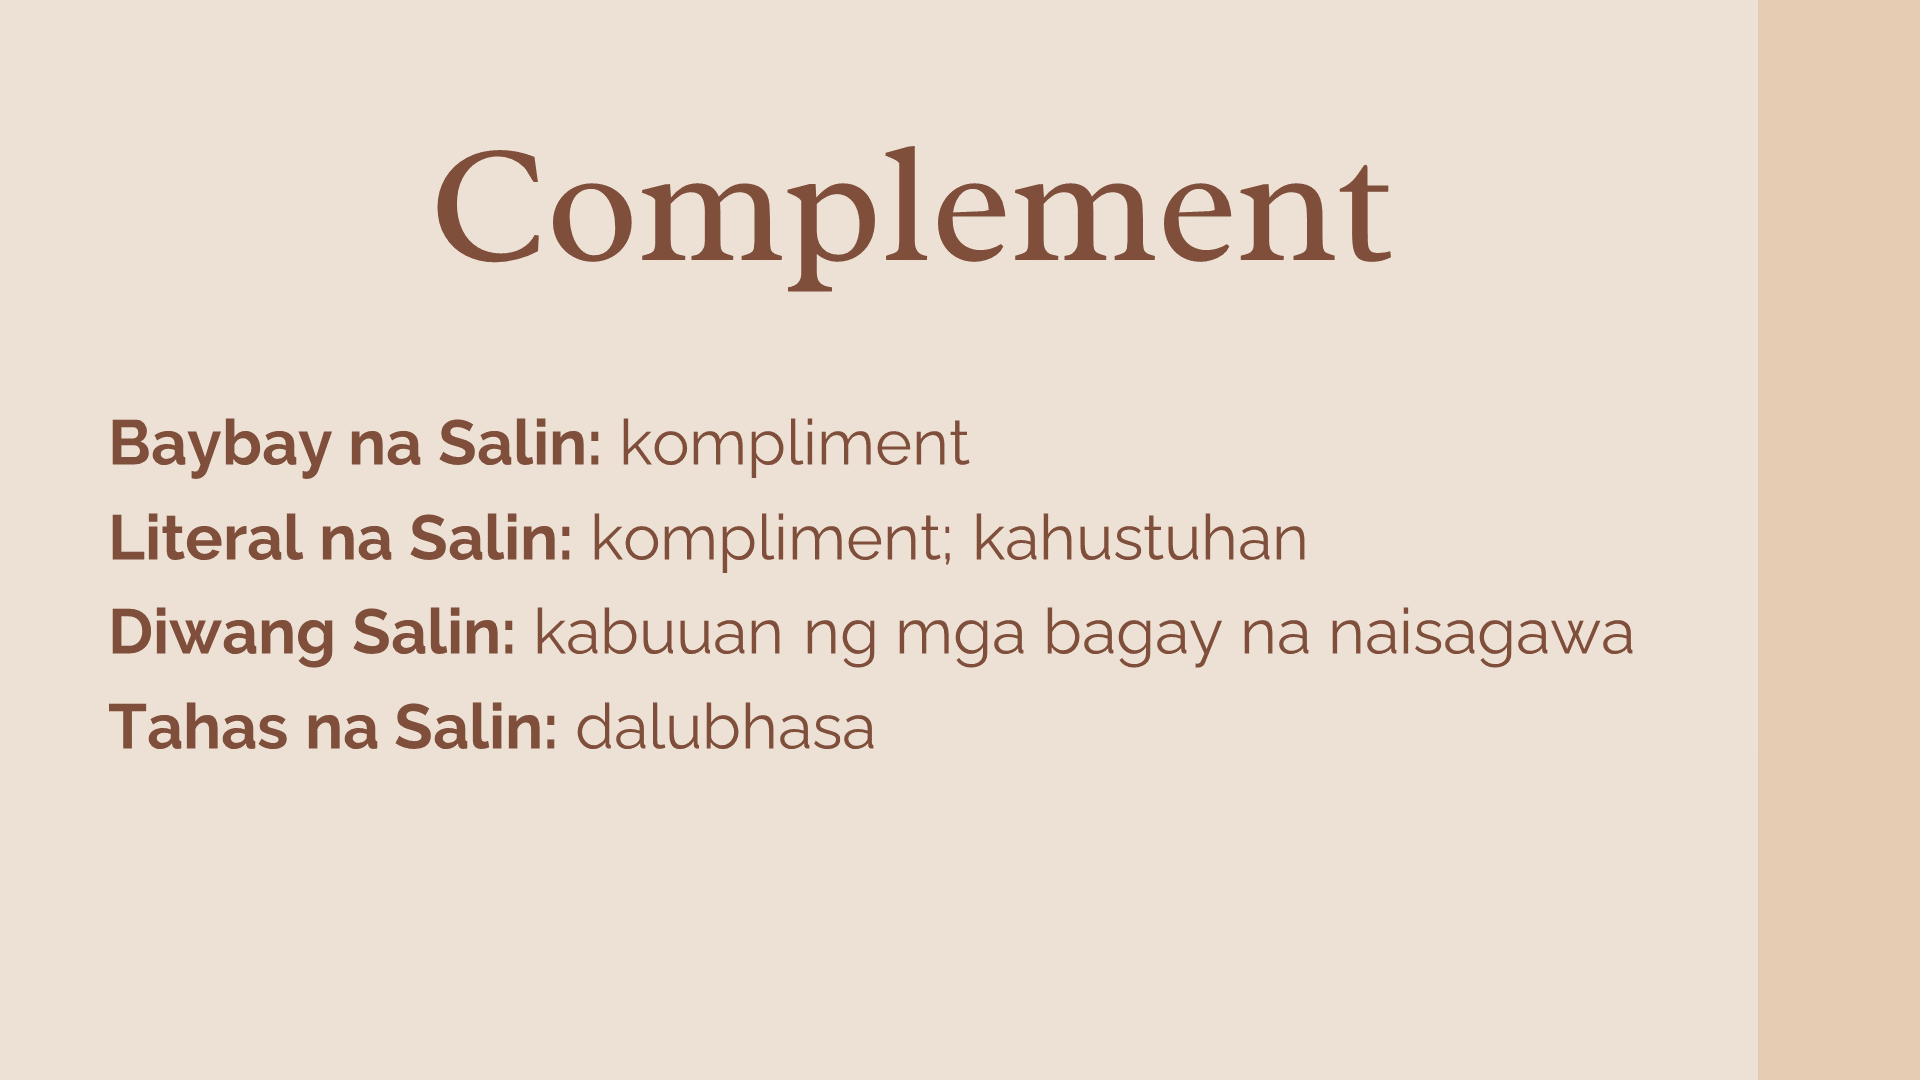 Complement
Baybay na Salin: kompliment
Literal na Salin: kompliment; kahustuhan
Diwang Salin: kabuuan ng mga bagay na naisagawa
Tahas na Salin: dalubhasa